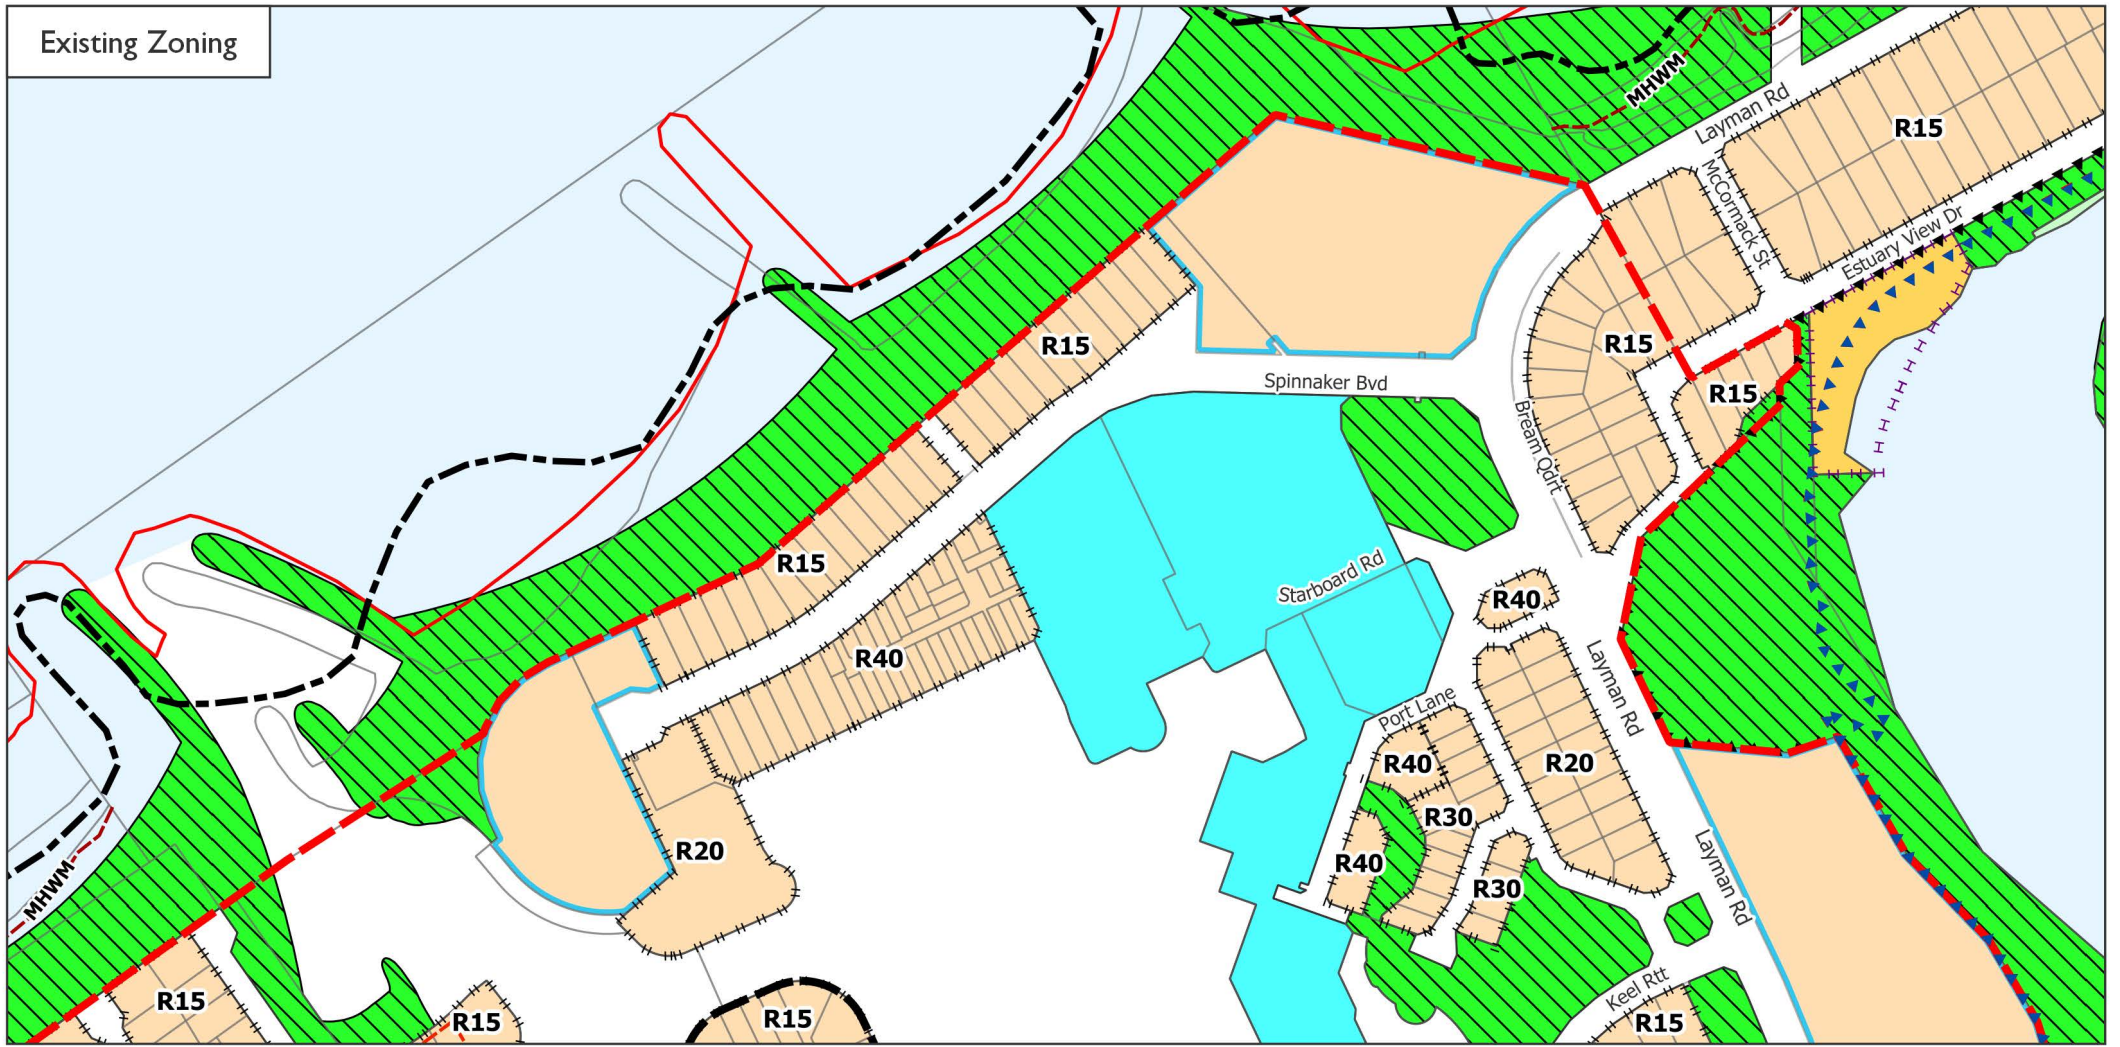 Existing Zoning
MHWM
Layman Rd
R15
McCormack St
Estuary View Dr
R15
R15
Spinnaker Bvd
R15
Bream Qdrt
R15
Starboard Rd
R40
R40
Layman Rd
Port Lane
R40
R20
R30
R20
R40
R30
Layman Rd
MHWM
Keel Rtt
R15
R15
R15
R15